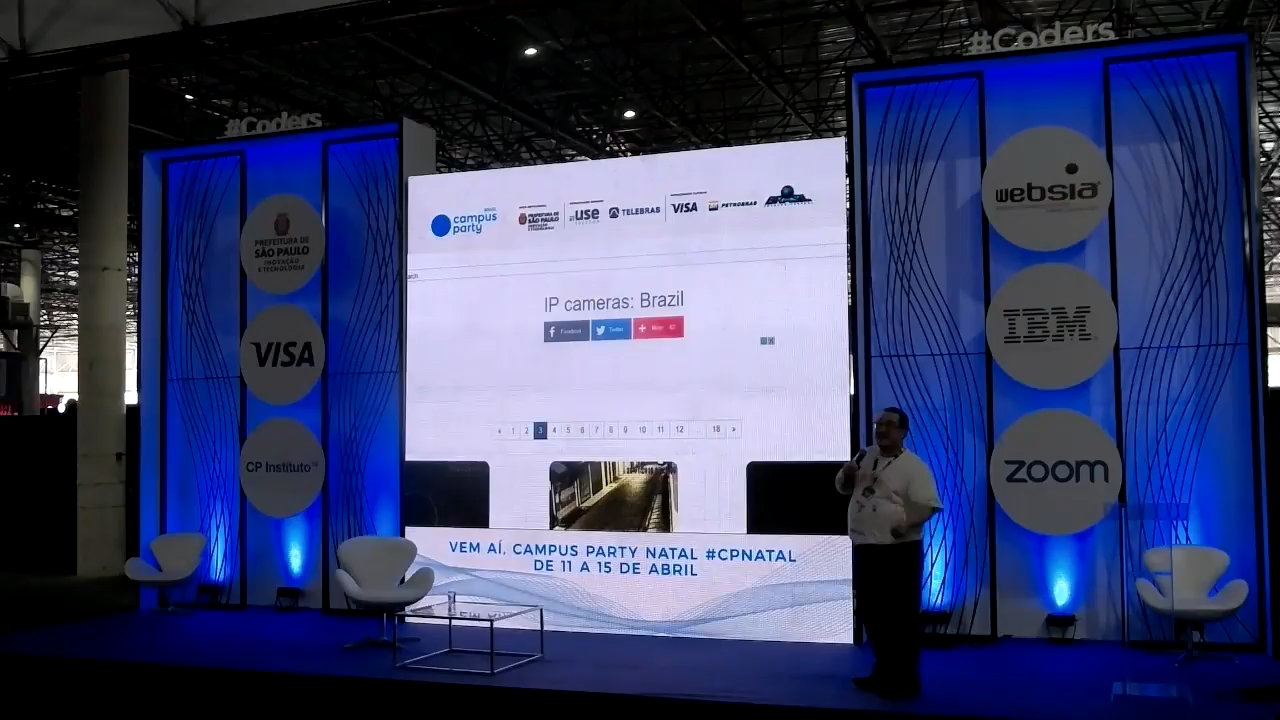 #Coders
#Coders
PREFEITURA DE
SÃO PAULO
INOVAÇÃO
E TECNOLOGIA
VISA
CP Instituto
BRASIL
campus
party
PREFEITURA DE
SÃO PAULO
use
TELEBRAS
VISA
PETROBRAS
arch
IP cameras: Brazil
Facebook
Twitter
« 1 2 3 4 5 6 7 8 9 10 11 12 ... 18 »
VEM AÍ, CAMPUS PARTY NATAL #CPNATAL
DE 11 A 15 DE ABRIL
websia
IBM
zoom